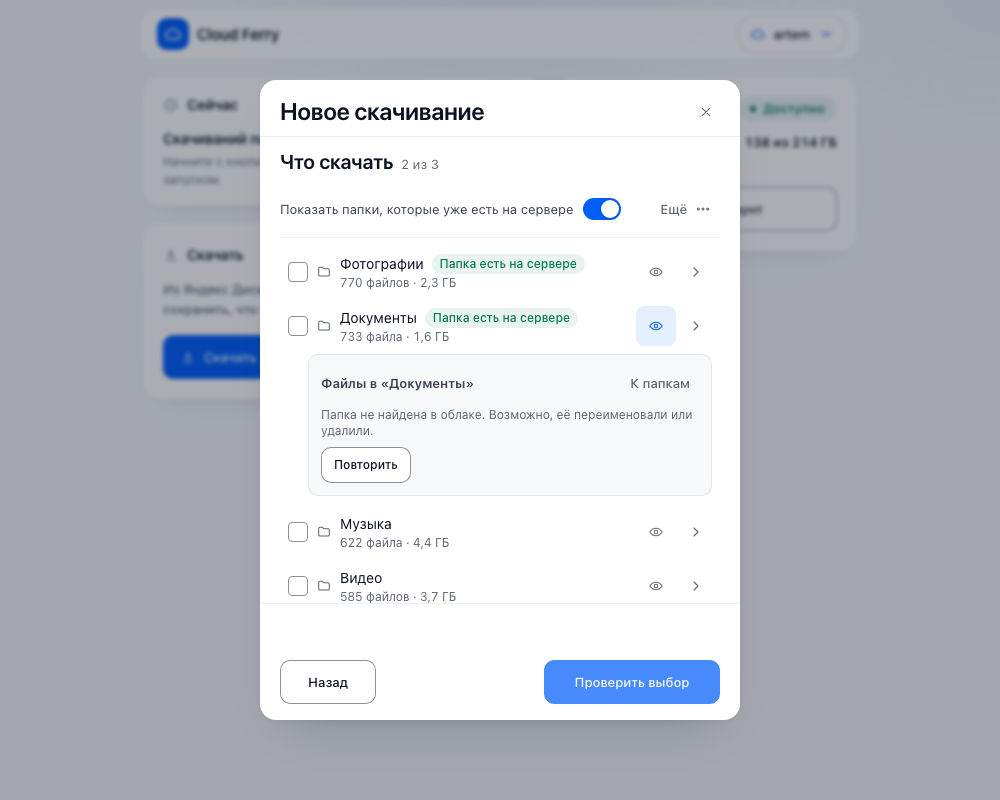 Cloud Ferry
artem
Новое скачивание
Сейчас
Доступно
138 из 214 ГБ
Что скачать 2 из 3
Показать папки, которые уже есть на сервере
Ещё
Скачать
Фотографии Папка есть на сервере
770 файлов · 2,3 ГБ
Документы Папка есть на сервере
733 файла · 1,6 ГБ
Скачать
Файлы в «Документы» К папкам
Папка не найдена в облаке. Возможно, её переименовали или
удалили.
Повторить
Музыка
622 файла · 4,4 ГБ
Видео
585 файлов · 3,7 ГБ
Назад
Проверить выбор